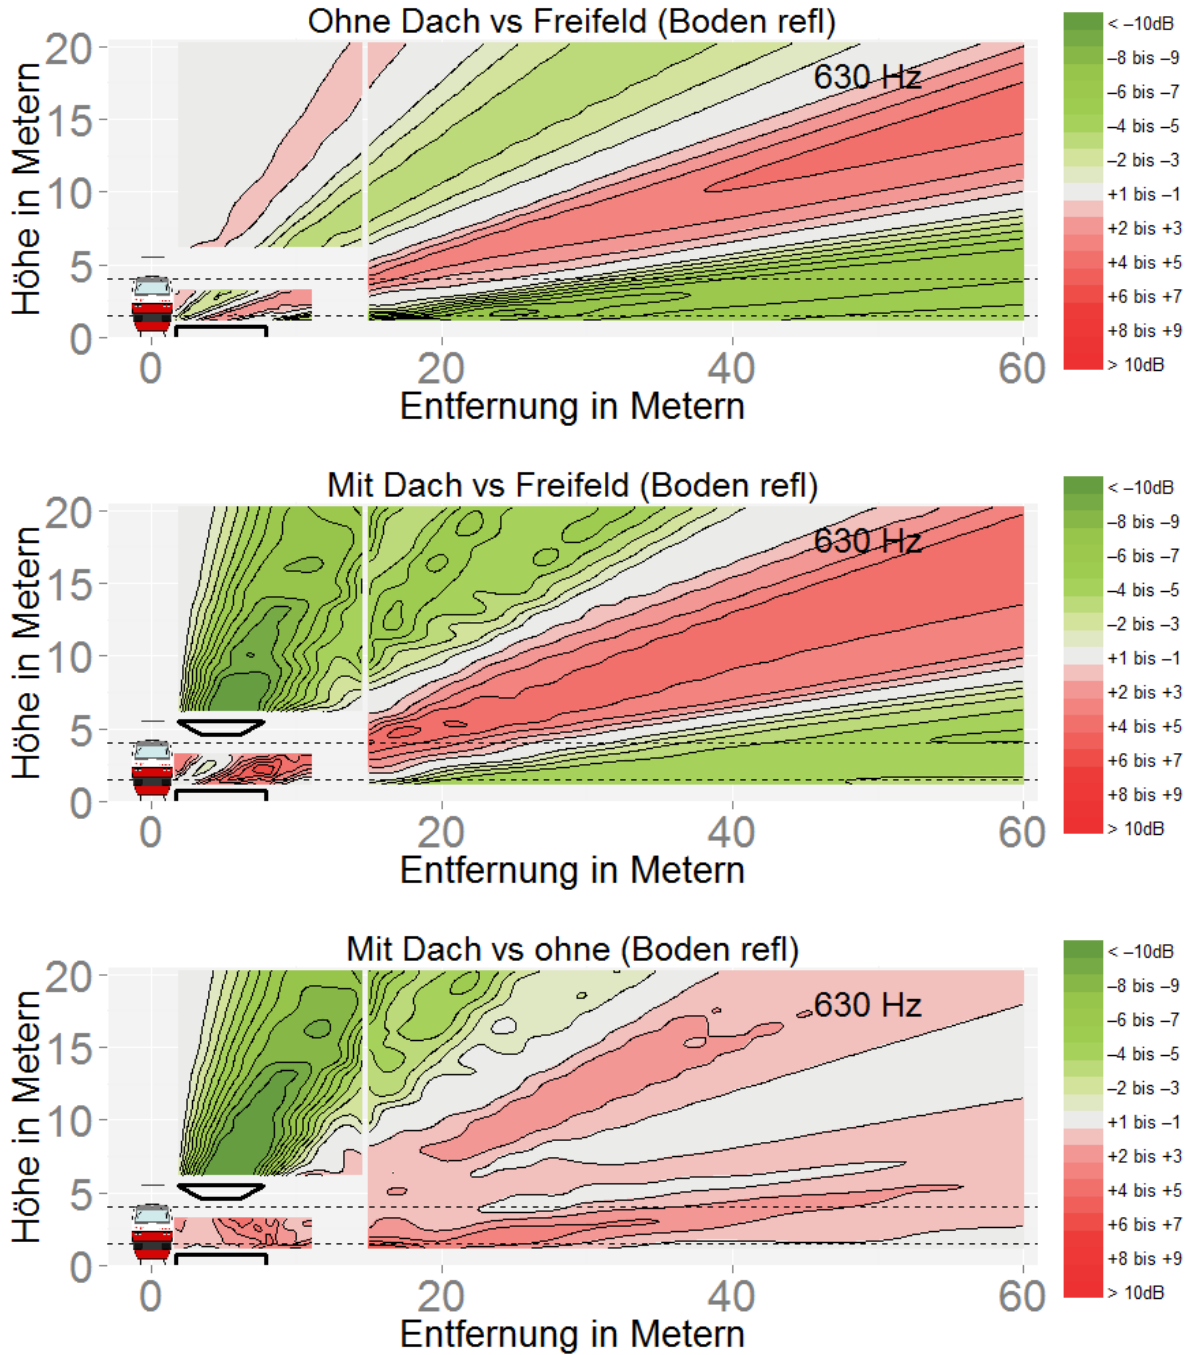 Ohne Dach vs Freifeld (Boden refl)
630 Hz
Höhe in Metern
20
15
10
5
0
0
20
40
60
Entfernung in Metern
< –10dB
–8 bis –9
–6 bis –7
–4 bis –5
–2 bis –3
+1 bis –1
+2 bis +3
+4 bis +5
+6 bis +7
+8 bis +9
> 10dB
Mit Dach vs Freifeld (Boden refl)
630 Hz
Höhe in Metern
20
15
10
5
0
0
20
40
60
Entfernung in Metern
< –10dB
–8 bis –9
–6 bis –7
–4 bis –5
–2 bis –3
+1 bis –1
+2 bis +3
+4 bis +5
+6 bis +7
+8 bis +9
> 10dB
Mit Dach vs ohne (Boden refl)
630 Hz
Höhe in Metern
20
15
10
5
0
0
20
40
60
Entfernung in Metern
< –10dB
–8 bis –9
–6 bis –7
–4 bis –5
–2 bis –3
+1 bis –1
+2 bis +3
+4 bis +5
+6 bis +7
+8 bis +9
> 10dB